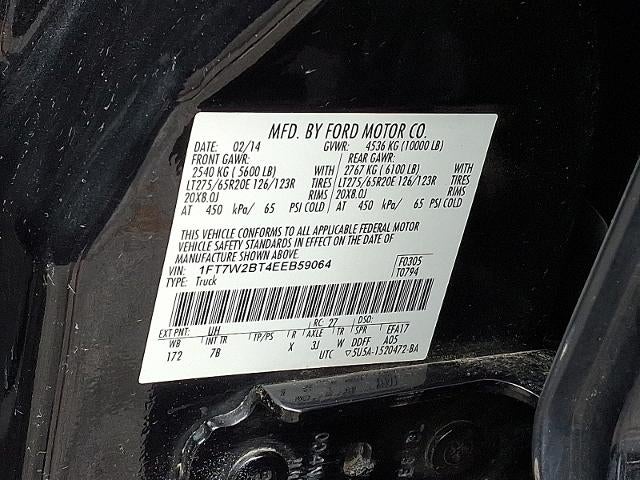 MFD. BY FORD MOTOR CO.
DATE: 02/14 GVWR: 4536 KG (10000 LB)
FRONT GAWR: REAR GAWR:
2540 KG ( 5600 LB) WITH 2767 KG ( 6100 LB) WITH
LT275/65R20E 126/123R TIRES LT275/65R20E 126/123R TIRES
20X8.0J RIMS 20X8.0J RIMS
AT 450 kPa/ 65 PSI COLD AT 450 kPa/ 65 PSI COLD
THIS VEHICLE CONFORMS TO ALL APPLICABLE FEDERAL MOTOR
VEHICLE SAFETY STANDARDS IN EFFECT ON THE DATE OF
MANUFACTURE SHOWN ABOVE.
VIN: 1FT7W2BT4EEB59064 F0305
TYPE: Truck T0794
EXT PNT: UH RC: 27 DSO:
WB INT TR TP/PS R AXLE TR SPR EFA17
172 7B X 3J W DDFF A05
UTC ▽5U5A-1520472-BA